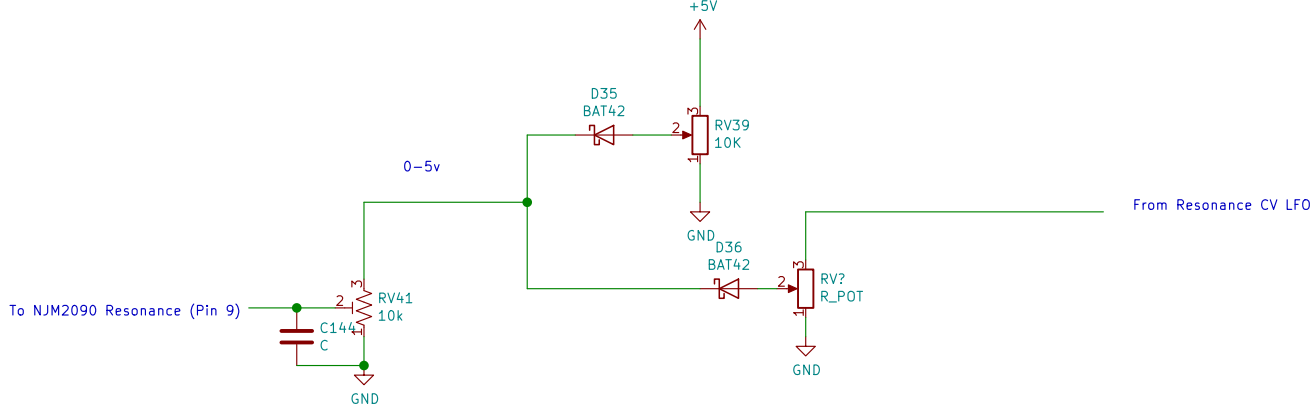 +5V
D35
BAT42
3
2
RV39
10K
1
0-5v
From Resonance CV LFO
GND
D36
BAT42
3
2
RV?
R_POT
1
3
2
RV41
10k
1
To NJM2090 Resonance (Pin 9)
C144
C
GND
GND